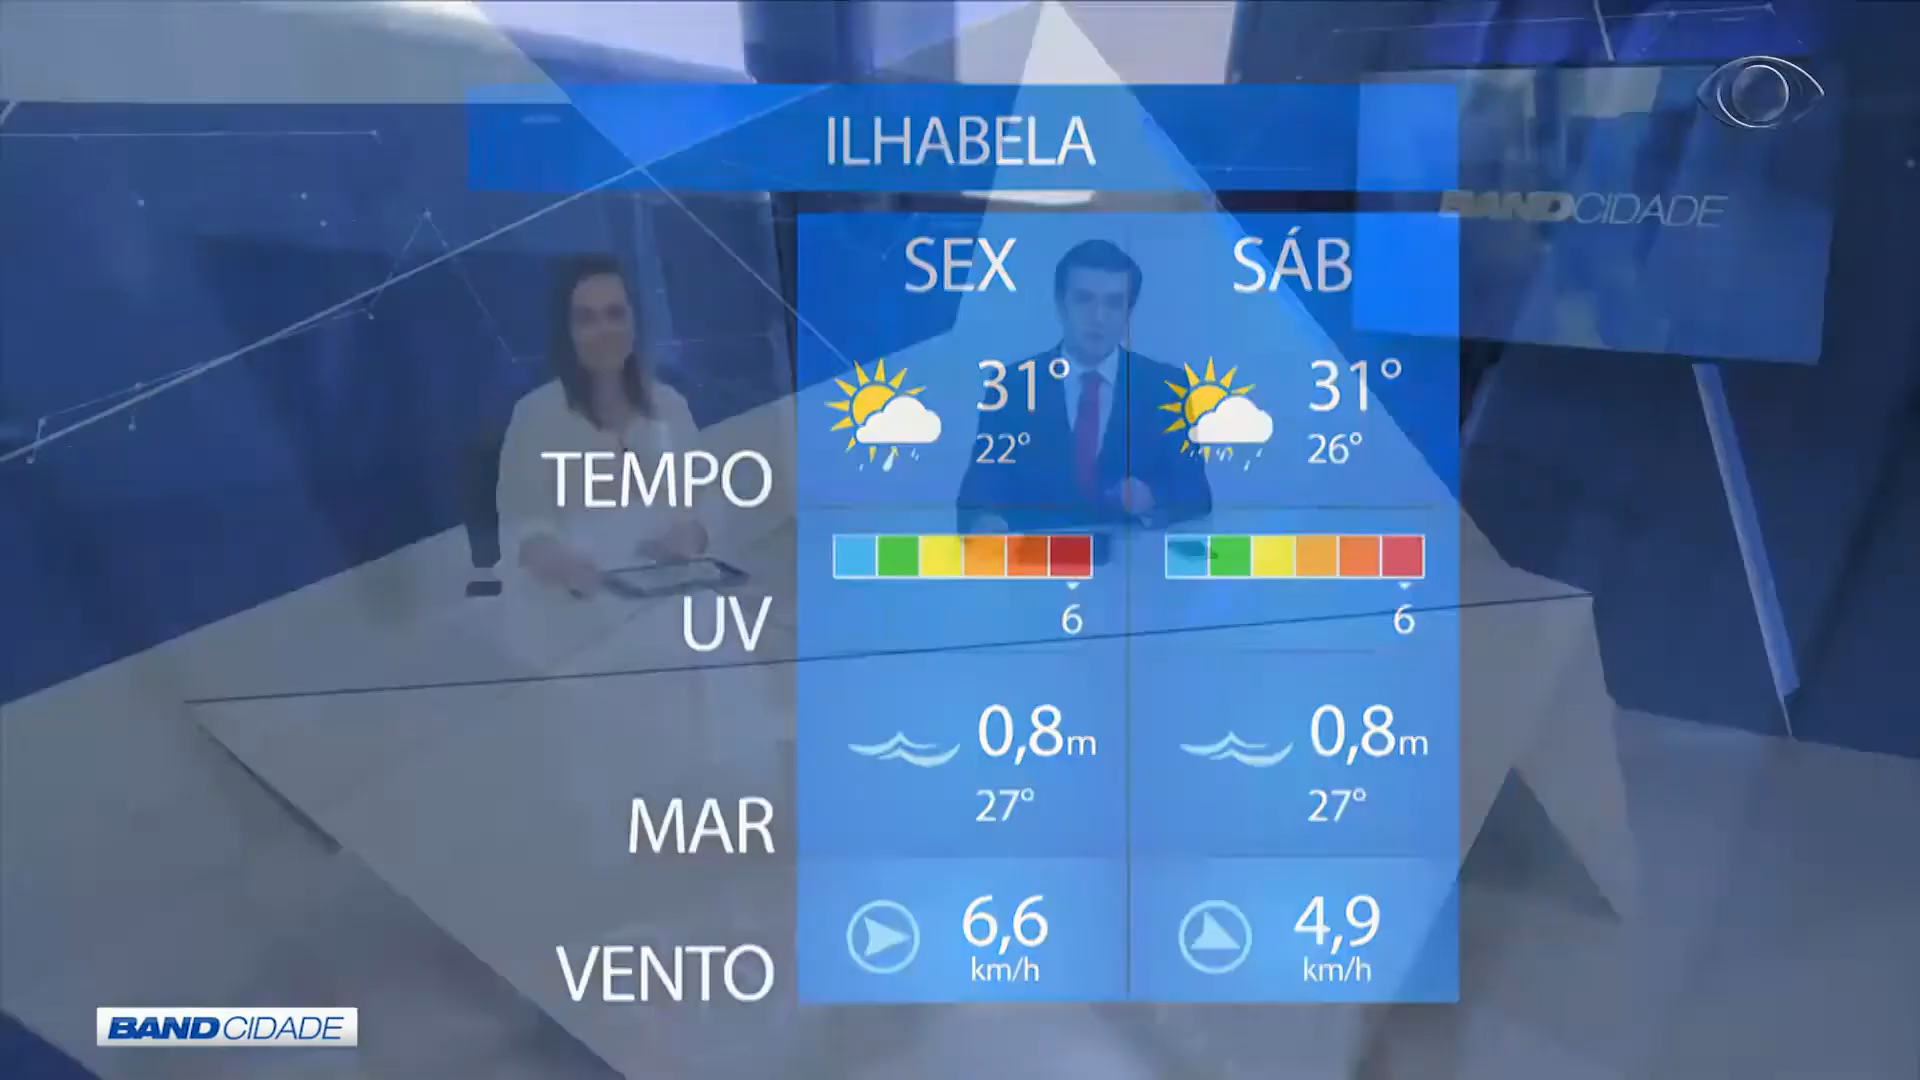 ILHABELA
BANDCIDADE
SEX SÁB
TEMPO 31° 22° 31° 26°
UV 6 6
MAR 0,8m 27° 0,8m 27°
VENTO 6,6 km/h 4,9 km/h
BANDCIDADE